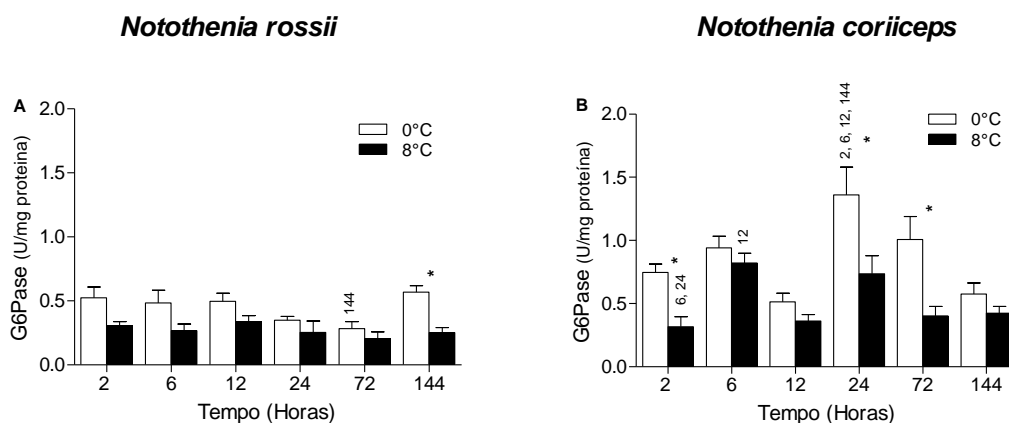 Notothenia rossii
Notothenia coriiceps
A
2.0
1.5
1.0
0.5
0.0
G6Pase (U/mg proteína)
0°C
8°C
144
*
2 6 12 24 72 144
Tempo (Horas)
B
2.0
1.5
1.0
0.5
0.0
G6Pase (U/mg proteína)
0°C
8°C
*
6, 24
12
2, 6, 12, 144
*
*
2 6 12 24 72 144
Tempo (Horas)